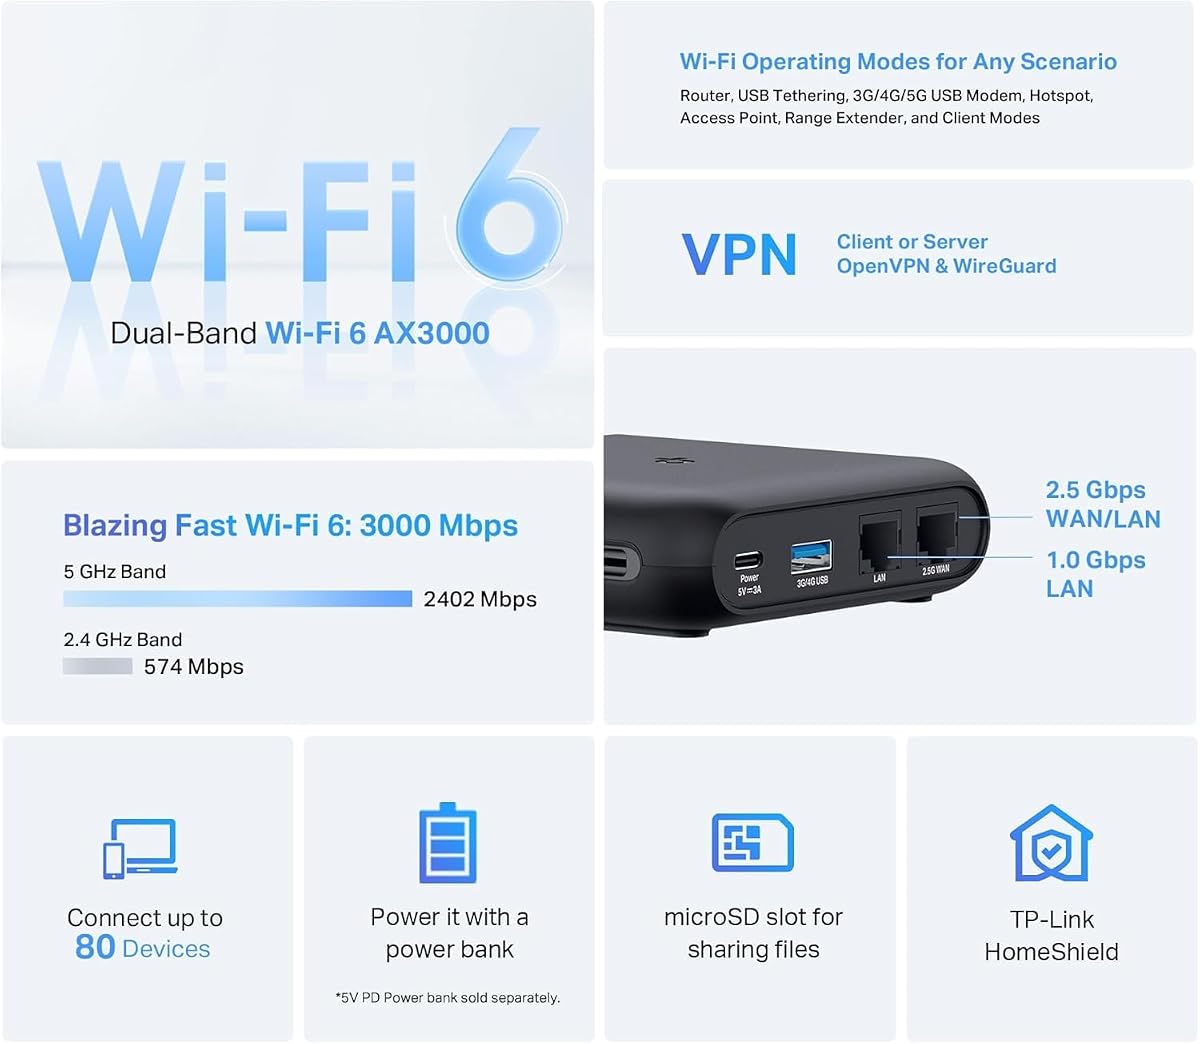 Wi-Fi 6
Dual-Band Wi-Fi 6 AX3000
Wi-Fi Operating Modes for Any Scenario
Router, USB Tethering, 3G/4G/5G USB Modem, Hotspot,
Access Point, Range Extender, and Client Modes
VPN
Client or Server
OpenVPN & WireGuard
Blazing Fast Wi-Fi 6: 3000 Mbps
5 GHz Band
2402 Mbps
2.4 GHz Band
574 Mbps
2.5 Gbps
WAN/LAN
1.0 Gbps
LAN
Power
5V⎓3A
3G/4G USB
LAN
2.5G WAN
Connect up to
80 Devices
Power it with a
power bank
*5V PD Power bank sold separately.
microSD slot for
sharing files
TP-Link
HomeShield